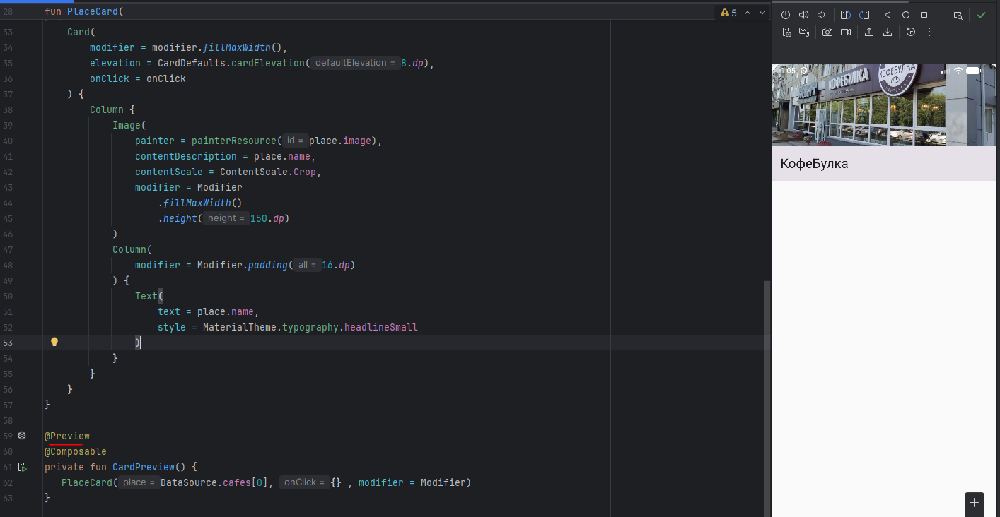 28 fun PlaceCard(
5
33 Card(
34 modifier = modifier.fillMaxWidth(),
35 elevation = CardDefaults.cardElevation( defaultElevation = 8.dp),
36 onClick = onClick
37 ) {
38 Column {
39 Image(
40 painter = painterResource( id = place.image),
41 contentDescription = place.name,
42 contentScale = ContentScale.Crop,
43 modifier = Modifier
44 .fillMaxWidth()
45 .height( height = 150.dp)
46 )
47 Column(
48 modifier = Modifier.padding( all = 16.dp)
49 ) {
50 Text(
51 text = place.name,
52 style = MaterialTheme.typography.headlineSmall
53 )
54 }
55 }
56 }
57 }
58
59 @Preview
60 @Composable
61 private fun CardPreview() {
62 PlaceCard( place = DataSource.cafes[0], onClick = {} , modifier = Modifier)
63 }
1:05
КОФЕБУЛКА
КОФЕБУЛКА
КофеБулка